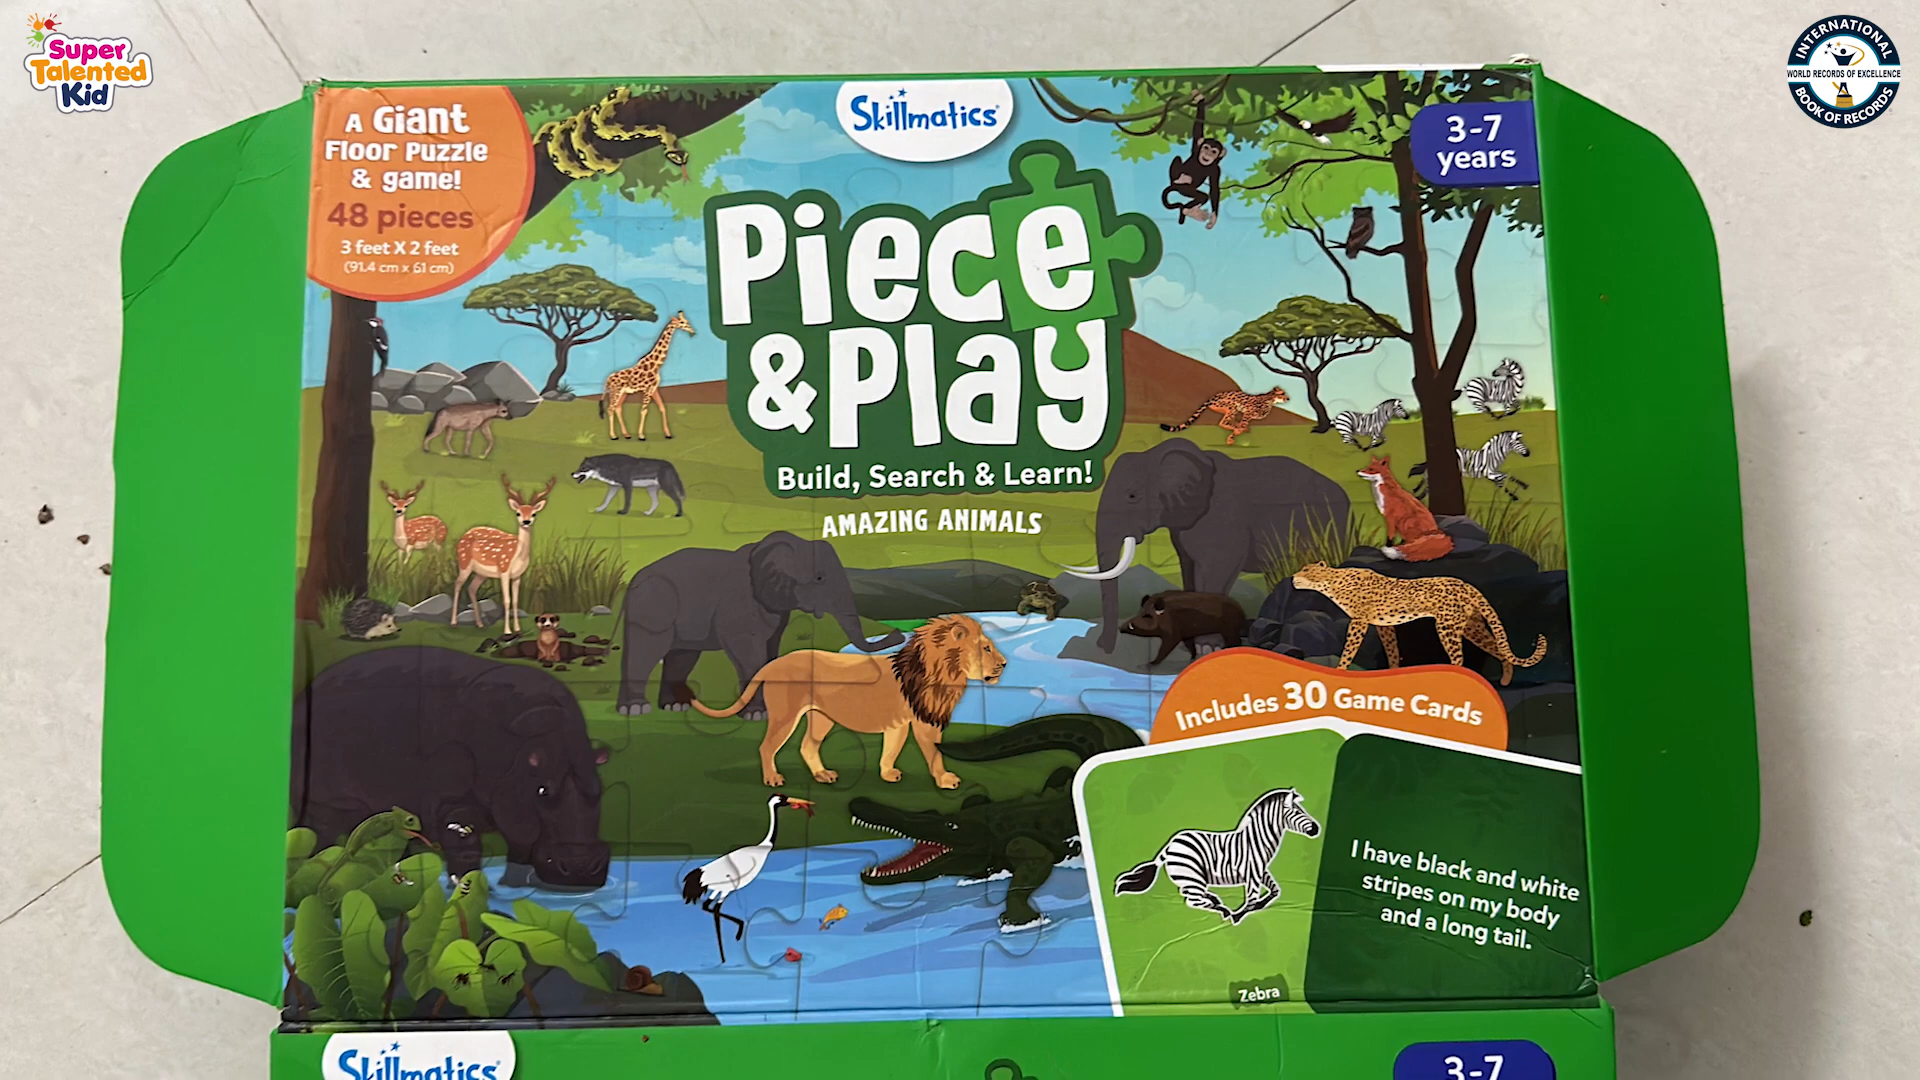 Super
Talented
Kid
INTERNATIONAL
WORLD RECORDS OF EXCELLENCE
BOOK OF RECORDS
A Giant
Floor Puzzle
& game!
48 pieces
3 feet X 2 feet
(91.4 cm x 61 cm)
Skillmatics
3-7
years
Piece
& Play
Build, Search & Learn!
AMAZING ANIMALS
Includes 30 Game Cards
I have black and white
stripes on my body
and a long tail.
Zebra
Skillmatics
3-7